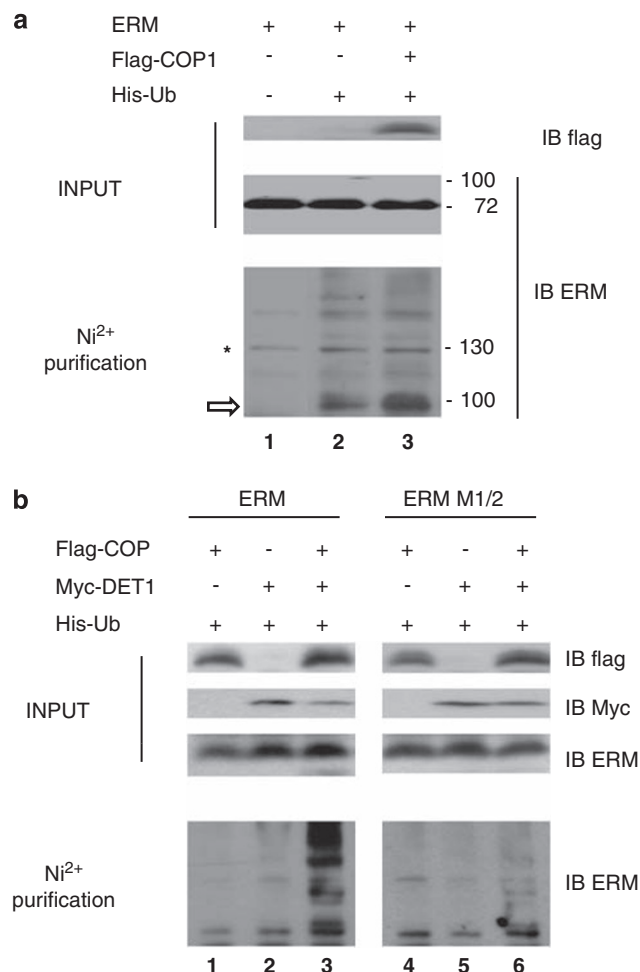 a
ERM + + +
Flag-COP1 - - +
His-Ub - + +
IB flag
INPUT
- 100
- 72
IB ERM
Ni2+
purification
* - 130
- 100
1 2 3
b
ERM ERM M1/2
Flag-COP + - + + - +
Myc-DET1 - + + - + +
His-Ub + + + + + +
IB flag
INPUT
IB Myc
IB ERM
Ni2+
purification
IB ERM
1 2 3 4 5 6